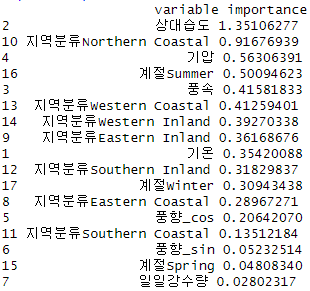 variable importance
2 상대습도 1.35106277
10 지역분류Northern Coastal 0.91676939
4 기압 0.56306391
16 계절Summer 0.50094623
3 풍속 0.41581833
13 지역분류Western Coastal 0.41259401
14 지역분류Western Inland 0.39270338
9 지역분류Eastern Inland 0.36168676
1 기온 0.35420088
12 지역분류Southern Inland 0.31829837
17 계절Winter 0.30943438
8 지역분류Eastern Coastal 0.28967271
5 풍향_cos 0.20642070
11 지역분류Southern Coastal 0.13512184
6 풍향_sin 0.05232514
15 계절Spring 0.04808340
7 일일강수량 0.02802317